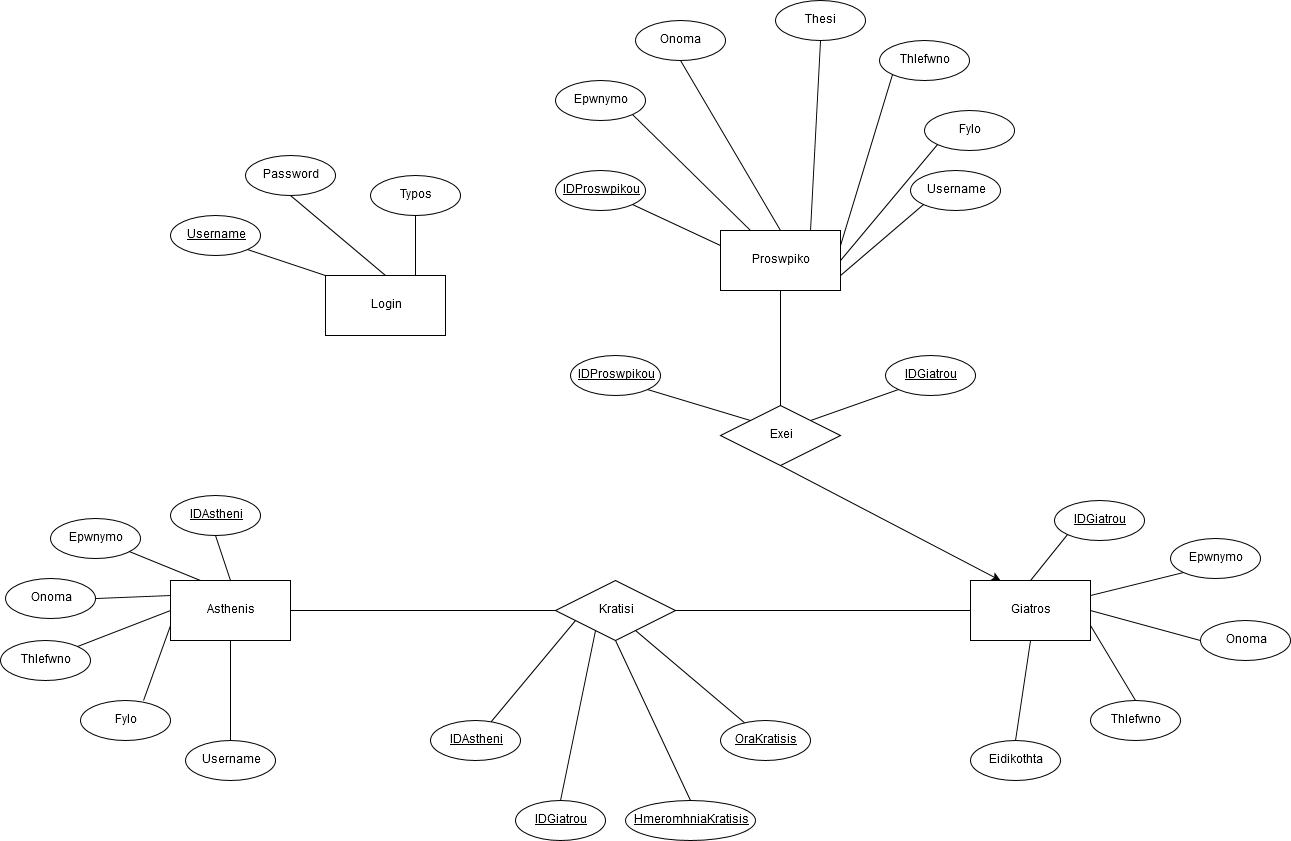 Thesi
Onoma
Thlefwno
Epwnymo
Fylo
Password
IDProswpikou
Username
Typos
Username
Proswpiko
Login
IDProswpikou
IDGiatrou
Exei
IDAstheni
IDGiatrou
Epwnymo
Epwnymo
Onoma
Asthenis
Kratisi
Giatros
Onoma
Thlefwno
Fylo
Thlefwno
IDAstheni
OraKratisis
Username
Eidikothta
IDGiatrou
HmeromhniaKratisis